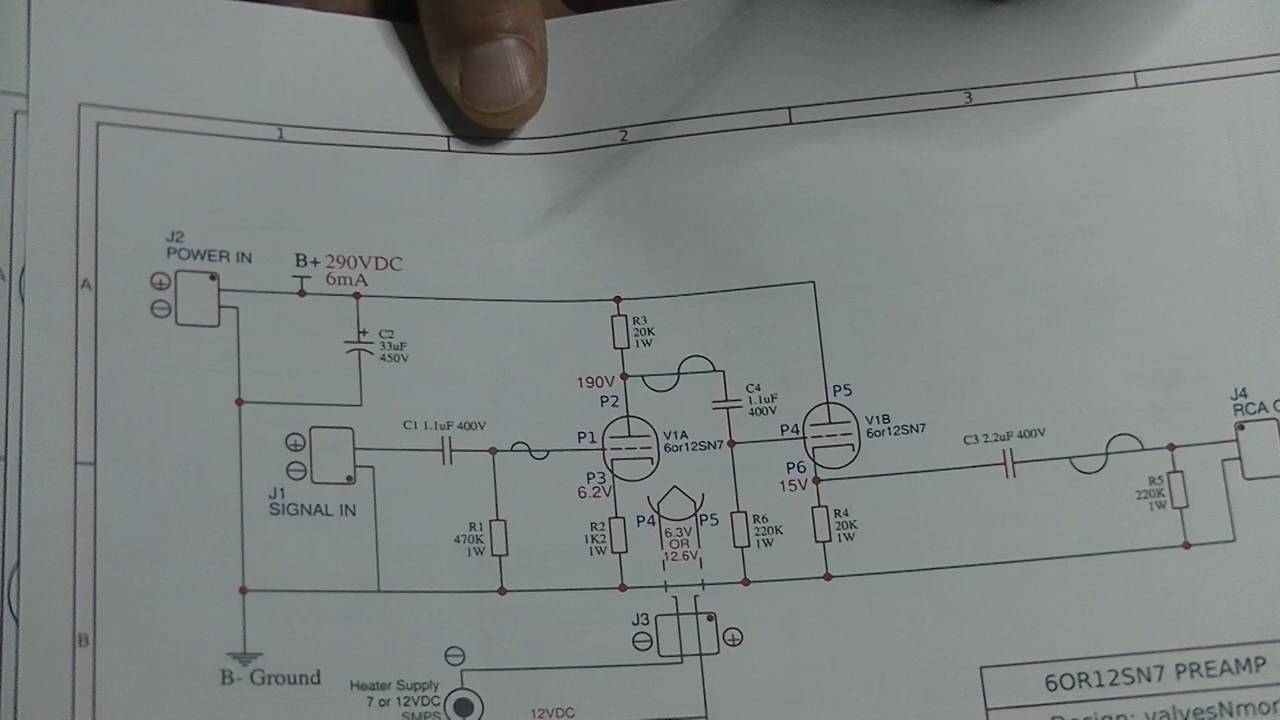 1
2
3
A
J2
POWER IN
B+ 290VDC
6mA
C2
33uF
450V
R3
20K
1W
190V
P2
C4
1.1uF
400V
P5
C1 1.1uF 400V
P1
V1A
6or12SN7
P4
V1B
6or12SN7
P3
6.2V
P6
15V
C3 2.2uF 400V
J4
RCA
J1
SIGNAL IN
R1
470K
1W
R2
1K2
1W
P4
P5
6.3V
OR
12.6V
R6
220K
1W
R4
20K
1W
R5
220K
1W
B
J3
B- Ground
Heater Supply
7 or 12VDC
SMPS
12VDC
6OR12SN7 PREAMP
Design: valvesNmor